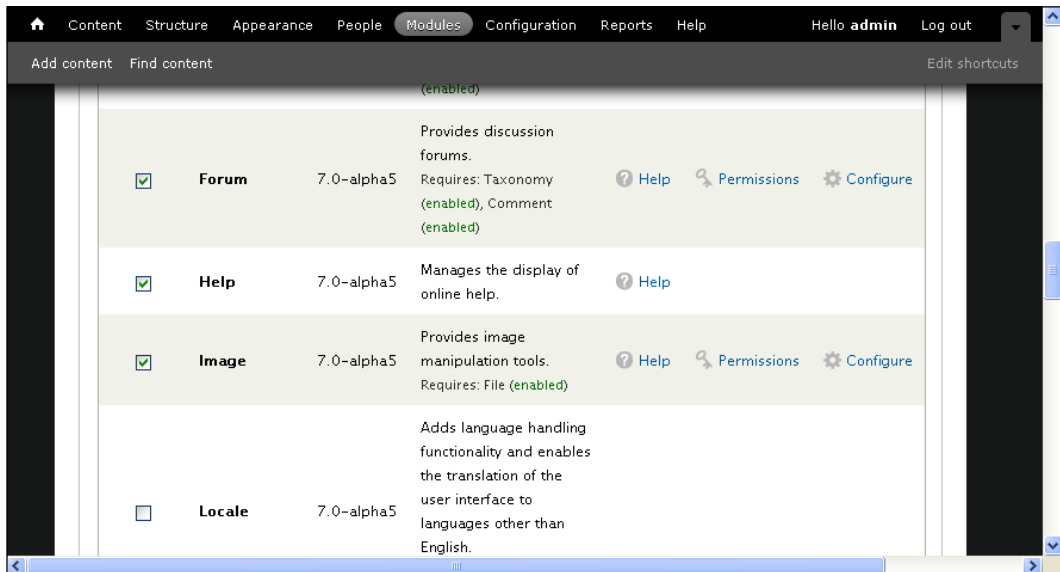 Content Structure Appearance People Modules Configuration Reports Help Hello admin Log out
Add content Find content Edit shortcuts
(enabled)
Provides discussion
forums.
Forum 7.0-alpha5 Requires: Taxonomy Help Permissions Configure
(enabled), Comment
(enabled)
Manages the display of
Help 7.0-alpha5 online help. Help
Provides image
Image 7.0-alpha5 manipulation tools. Help Permissions Configure
Requires: File (enabled)
Adds language handling
functionality and enables
the translation of the
user interface to
Locale 7.0-alpha5 languages other than
English.